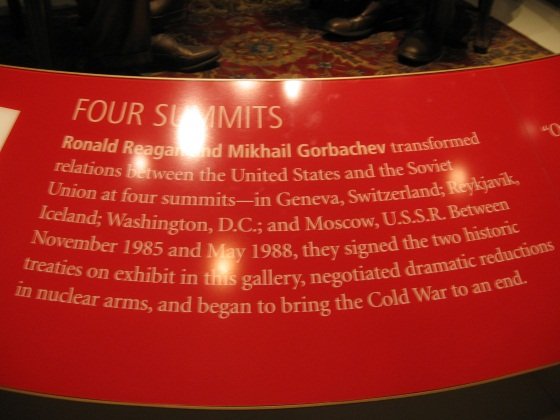 FOUR SUMMITS
Ronald Reagan and Mikhail Gorbachev transformed
relations between the United States and the Soviet
Union at four summits—in Geneva, Switzerland; Reykjavík,
Iceland; Washington, D.C.; and Moscow, U.S.S.R. Between
November 1985 and May 1988, they signed the two historic
treaties on exhibit in this gallery, negotiated dramatic reductions
in nuclear arms, and began to bring the Cold War to an end.